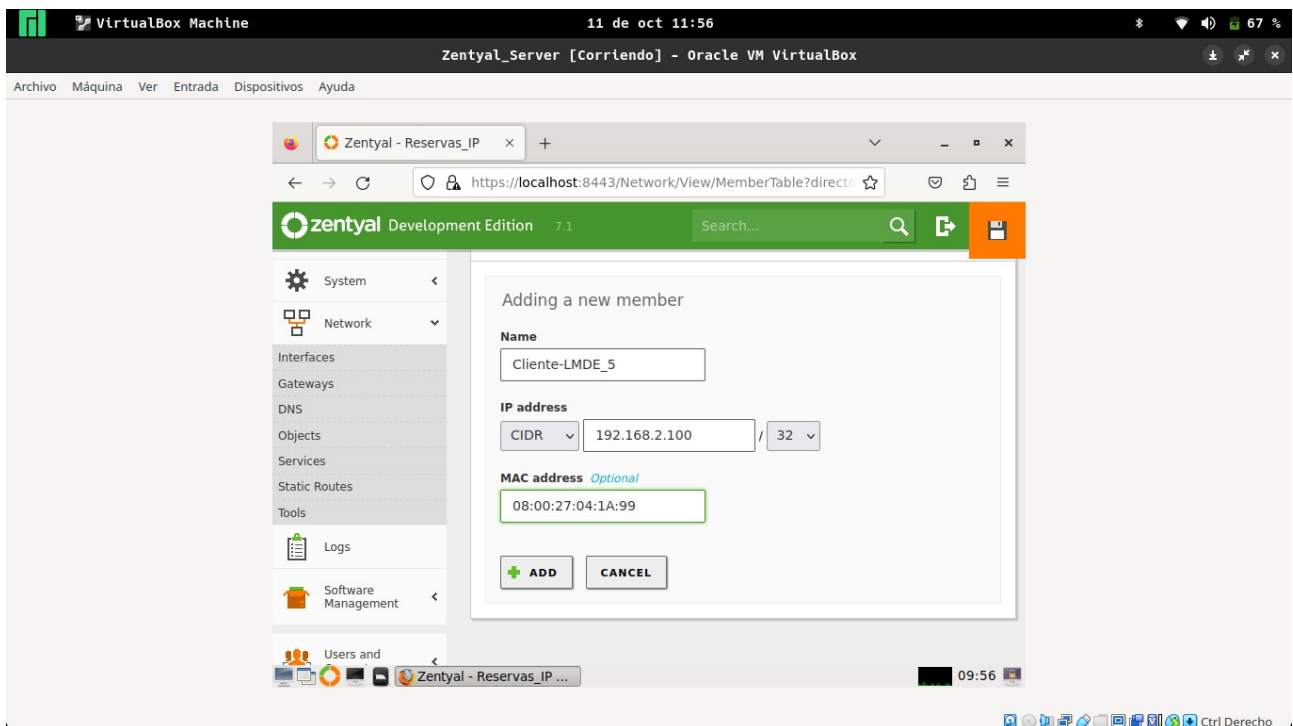 VirtualBox Machine 11 de oct 11:56 67 %
Zentyal_Server [Corriendo] - Oracle VM VirtualBox
Archivo Máquina Ver Entrada Dispositivos Ayuda
Zentyal - Reservas_IP
https://localhost:8443/Network/View/MemberTable?directo
zentyal Development Edition 7.1 Search...
System
Network
Interfaces
Gateways
DNS
Objects
Services
Static Routes
Tools
Logs
Software
Management
Users and
Adding a new member
Name
Cliente-LMDE_5
IP address
CIDR 192.168.2.100 / 32
MAC address Optional
08:00:27:04:1A:99
ADD CANCEL
Zentyal - Reservas_IP ... 09:56
Ctrl Derecho